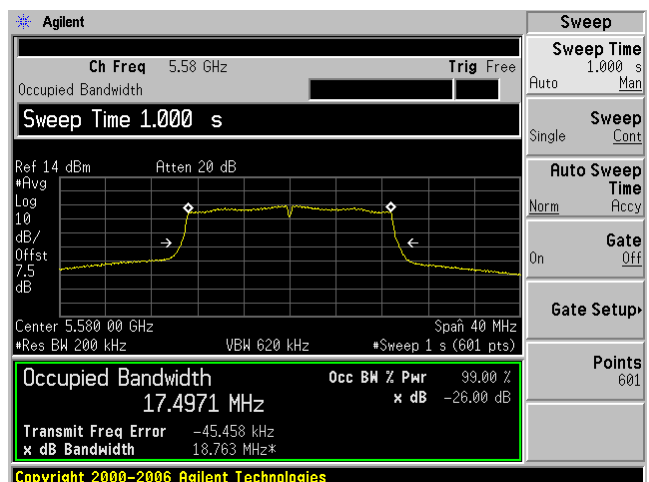 Agilent
Sweep
Ch Freq 5.58 GHz Trig Free
Occupied Bandwidth
Sweep Time 1.000 s
Ref 14 dBm Atten 20 dB
#Avg
Log
10
dB/
Offst
7.5
dB
Center 5.580 00 GHz Span 40 MHz
#Res BW 200 kHz VBW 620 kHz #Sweep 1 s (601 pts)
Occupied Bandwidth Occ BW % Pwr 99.00 %
17.4971 MHz x dB -26.00 dB
Transmit Freq Error -45.458 kHz
x dB Bandwidth 18.763 MHz*
Copyright 2000-2006 Agilent Technologies
Sweep Time
1.000 s
Auto Man
Sweep
Single Cont
Auto Sweep
Time
Norm Accy
Gate
On Off
Gate Setup
Points
601